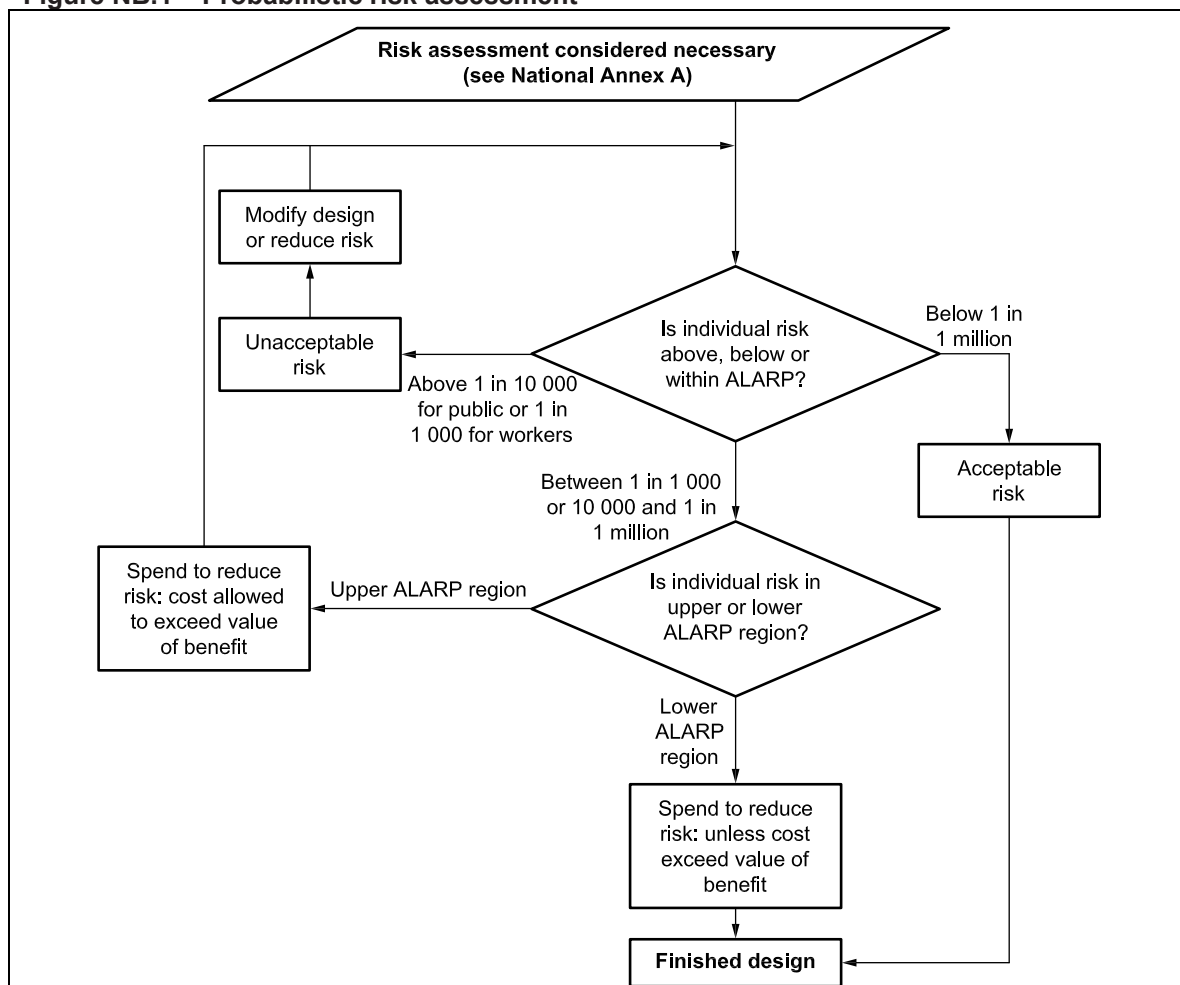 Figure NB.1 – Probabilistic risk assessment
Risk assessment considered necessary
(see National Annex A)
Modify design
or reduce risk
Unacceptable
risk
Above 1 in 10 000
for public or 1 in
1 000 for workers
Is individual risk
above, below or
within ALARP?
Below 1 in
1 million
Acceptable
risk
Between 1 in 1 000
or 10 000 and 1 in
1 million
Spend to reduce
risk: cost allowed
to exceed value
of benefit
Upper ALARP region
Is individual risk in
upper or lower
ALARP region?
Lower
ALARP
region
Spend to reduce
risk: unless cost
exceed value of
benefit
Finished design